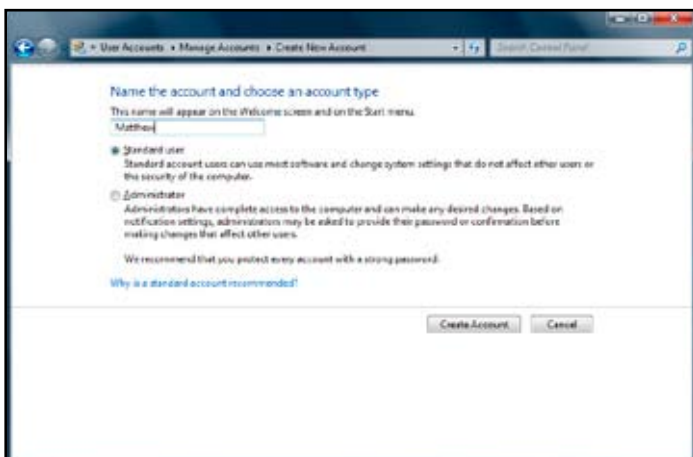 User Accounts Manage Accounts Create New Account
Search Control Panel
Name the account and choose an account type
This name will appear on the Welcome screen and on the Start menu.
Matthew
Standard user
Standard account users can use most software and change system settings that do not affect other users or
the security of the computer.
Administrator
Administrators have complete access to the computer and can make any desired changes. Based on
notification settings, administrators may be asked to provide their password or confirmation before
making changes that affect other users.
We recommend that you protect every account with a strong password.
Why is a standard account recommended?
Create Account Cancel